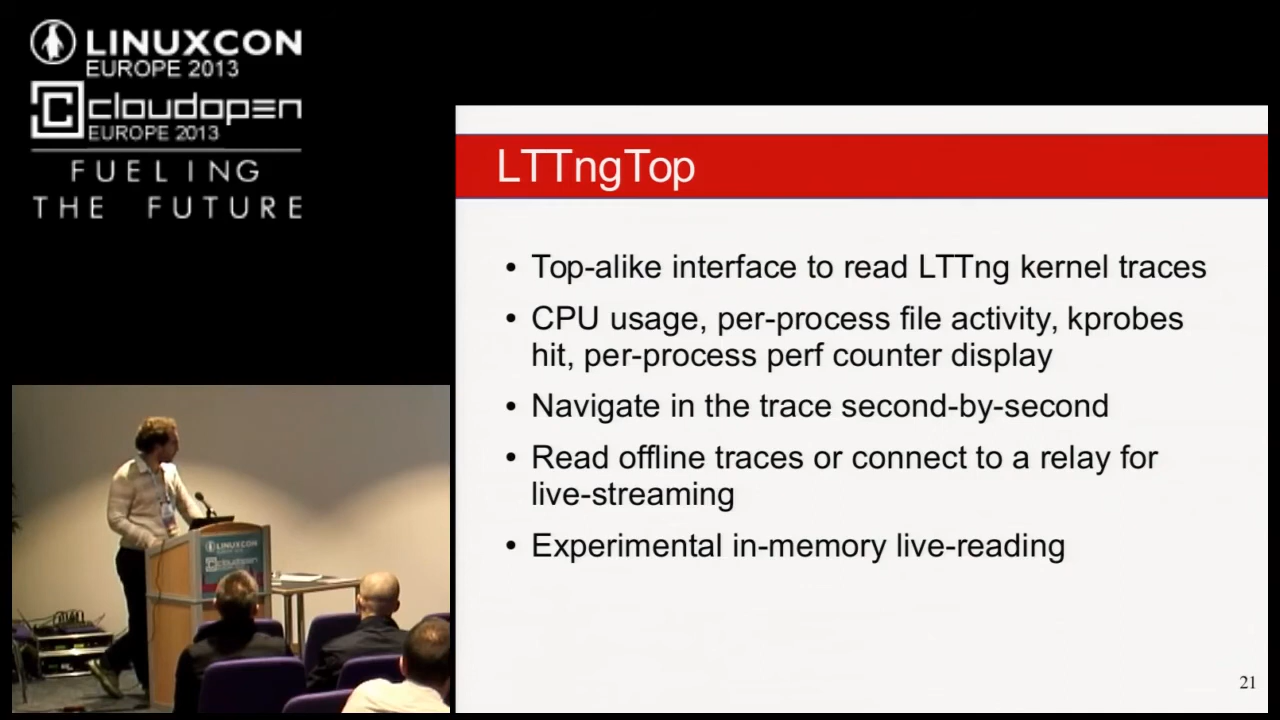 LINUXCON
EUROPE 2013
cloudopen
EUROPE 2013
FUELING
THE FUTURE
LTTngTop
• Top-alike interface to read LTTng kernel traces
• CPU usage, per-process file activity, kprobes
hit, per-process perf counter display
• Navigate in the trace second-by-second
• Read offline traces or connect to a relay for
live-streaming
• Experimental in-memory live-reading
21
LINUXCON
cloudopen